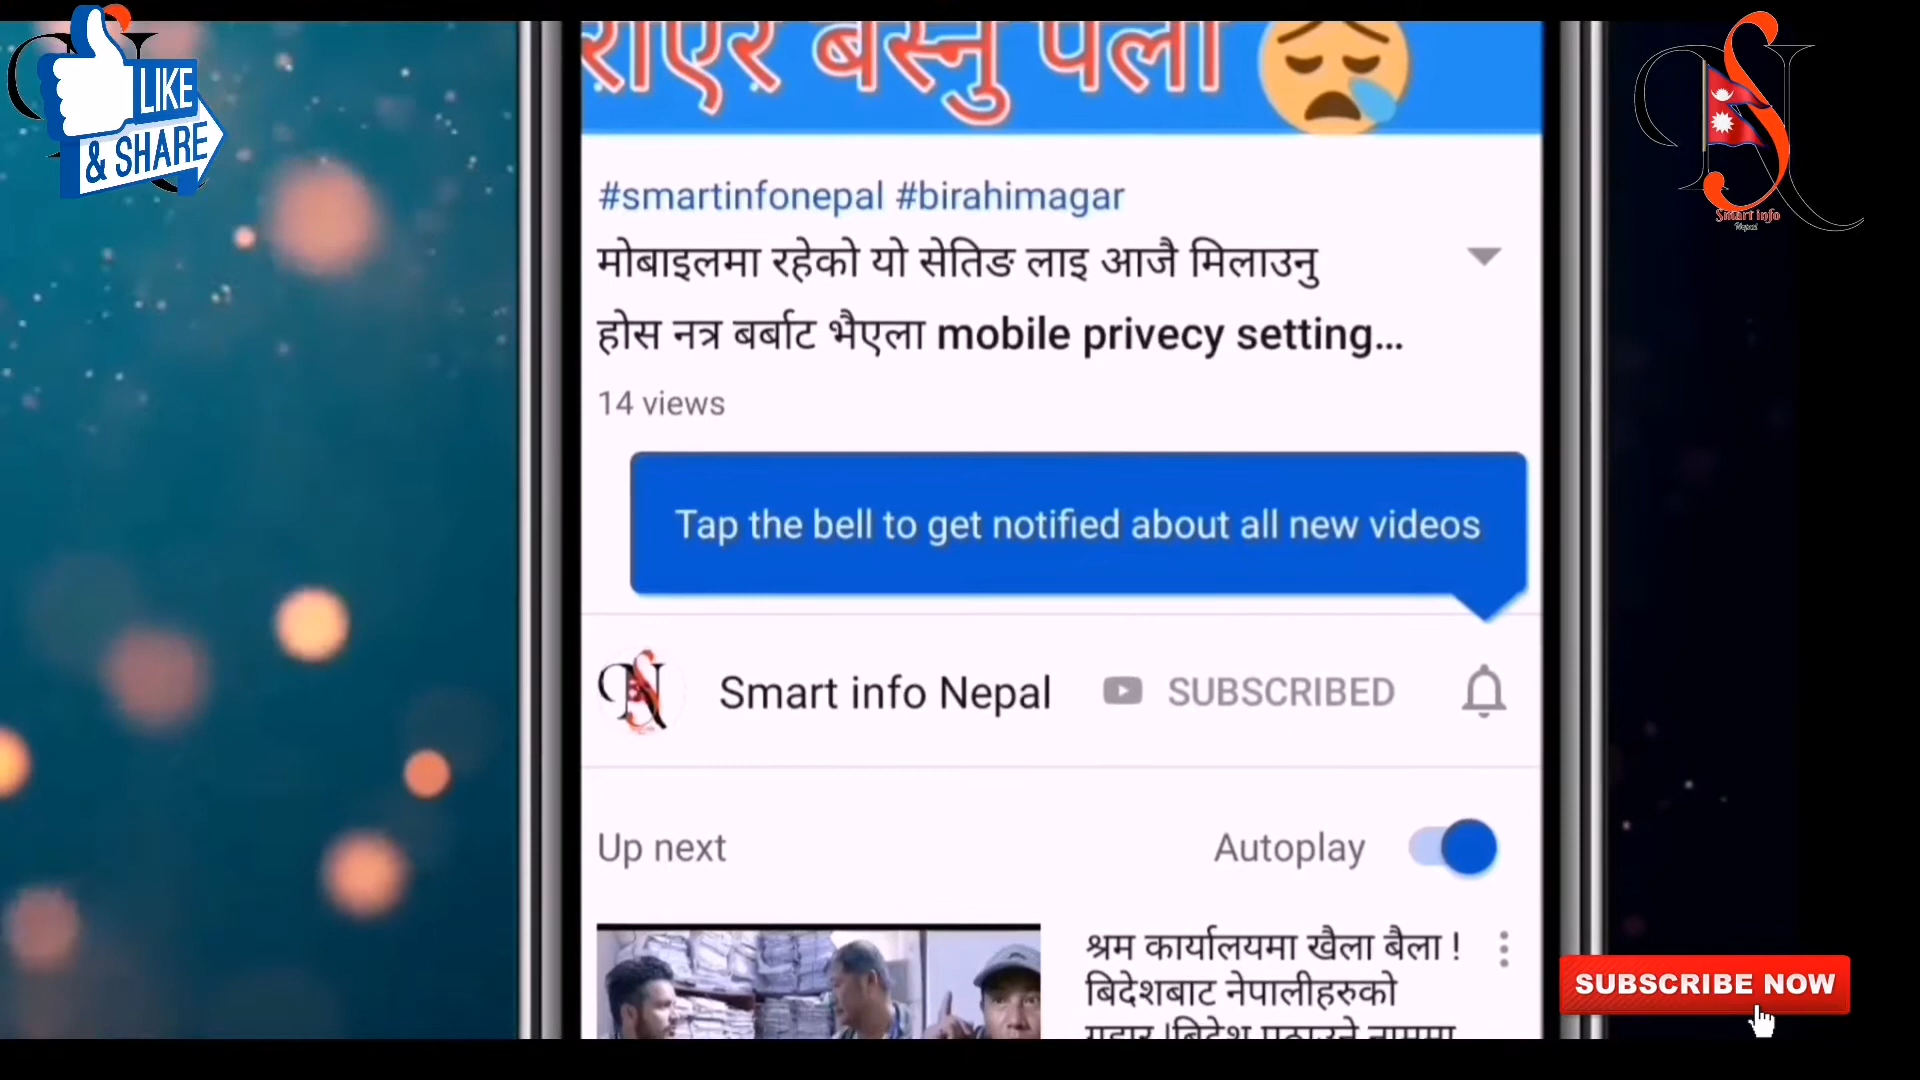 LIKE
& SHARE
राएर बस्नु पर्ला
Smart info
Nepal
#smartinfonepal #birahimagar
मोबाइलमा रहेको यो सेतिङ लाइ आजै मिलाउनु
होस नत्र बर्बाट भैएला mobile privecy setting...
14 views
Tap the bell to get notified about all new videos
Smart info Nepal SUBSCRIBED
Up next Autoplay
श्रम कार्यालयमा खैला बैला !
बिदेशबाट नेपालीहरुको
SUBSCRIBE NOW